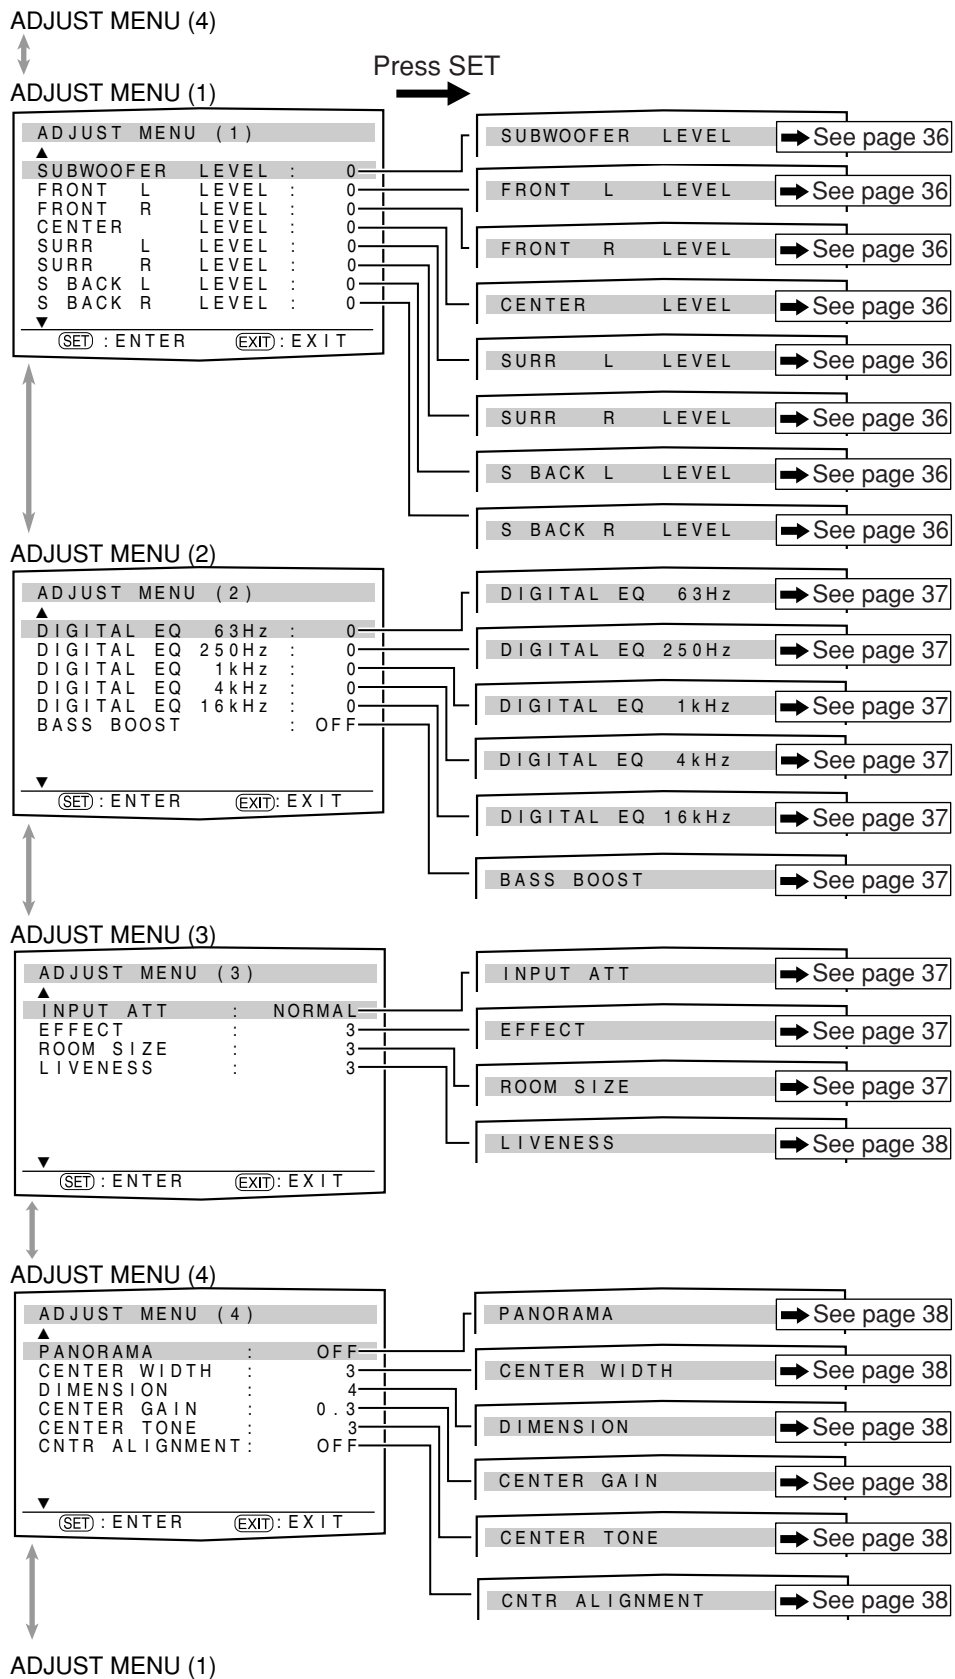 ADJUST MENU (4)
Press SET
ADJUST MENU (1)
ADJUST MENU (1)
SUBWOOFER LEVEL : 0
FRONT L LEVEL : 0
FRONT R LEVEL : 0
CENTER LEVEL : 0
SURR L LEVEL : 0
SURR R LEVEL : 0
S BACK L LEVEL : 0
S BACK R LEVEL : 0
SET : ENTER EXIT : EXIT
SUBWOOFER LEVEL See page 36
FRONT L LEVEL See page 36
FRONT R LEVEL See page 36
CENTER LEVEL See page 36
SURR L LEVEL See page 36
SURR R LEVEL See page 36
S BACK L LEVEL See page 36
S BACK R LEVEL See page 36
ADJUST MENU (2)
ADJUST MENU (2)
DIGITAL EQ 63Hz : 0
DIGITAL EQ 250Hz : 0
DIGITAL EQ 1kHz : 0
DIGITAL EQ 4kHz : 0
DIGITAL EQ 16kHz : 0
BASS BOOST : OFF
SET : ENTER EXIT : EXIT
DIGITAL EQ 63Hz See page 37
DIGITAL EQ 250Hz See page 37
DIGITAL EQ 1kHz See page 37
DIGITAL EQ 4kHz See page 37
DIGITAL EQ 16kHz See page 37
BASS BOOST See page 37
ADJUST MENU (3)
ADJUST MENU (3)
INPUT ATT : NORMAL
EFFECT : 3
ROOM SIZE : 3
LIVENESS : 3
SET : ENTER EXIT : EXIT
INPUT ATT See page 37
EFFECT See page 37
ROOM SIZE See page 37
LIVENESS See page 38
ADJUST MENU (4)
ADJUST MENU (4)
PANORAMA : OFF
CENTER WIDTH : 3
DIMENSION : 4
CENTER GAIN : 0.3
CENTER TONE : 3
CNTR ALIGNMENT : OFF
SET : ENTER EXIT : EXIT
PANORAMA See page 38
CENTER WIDTH See page 38
DIMENSION See page 38
CENTER GAIN See page 38
CENTER TONE See page 38
CNTR ALIGNMENT See page 38
ADJUST MENU (1)